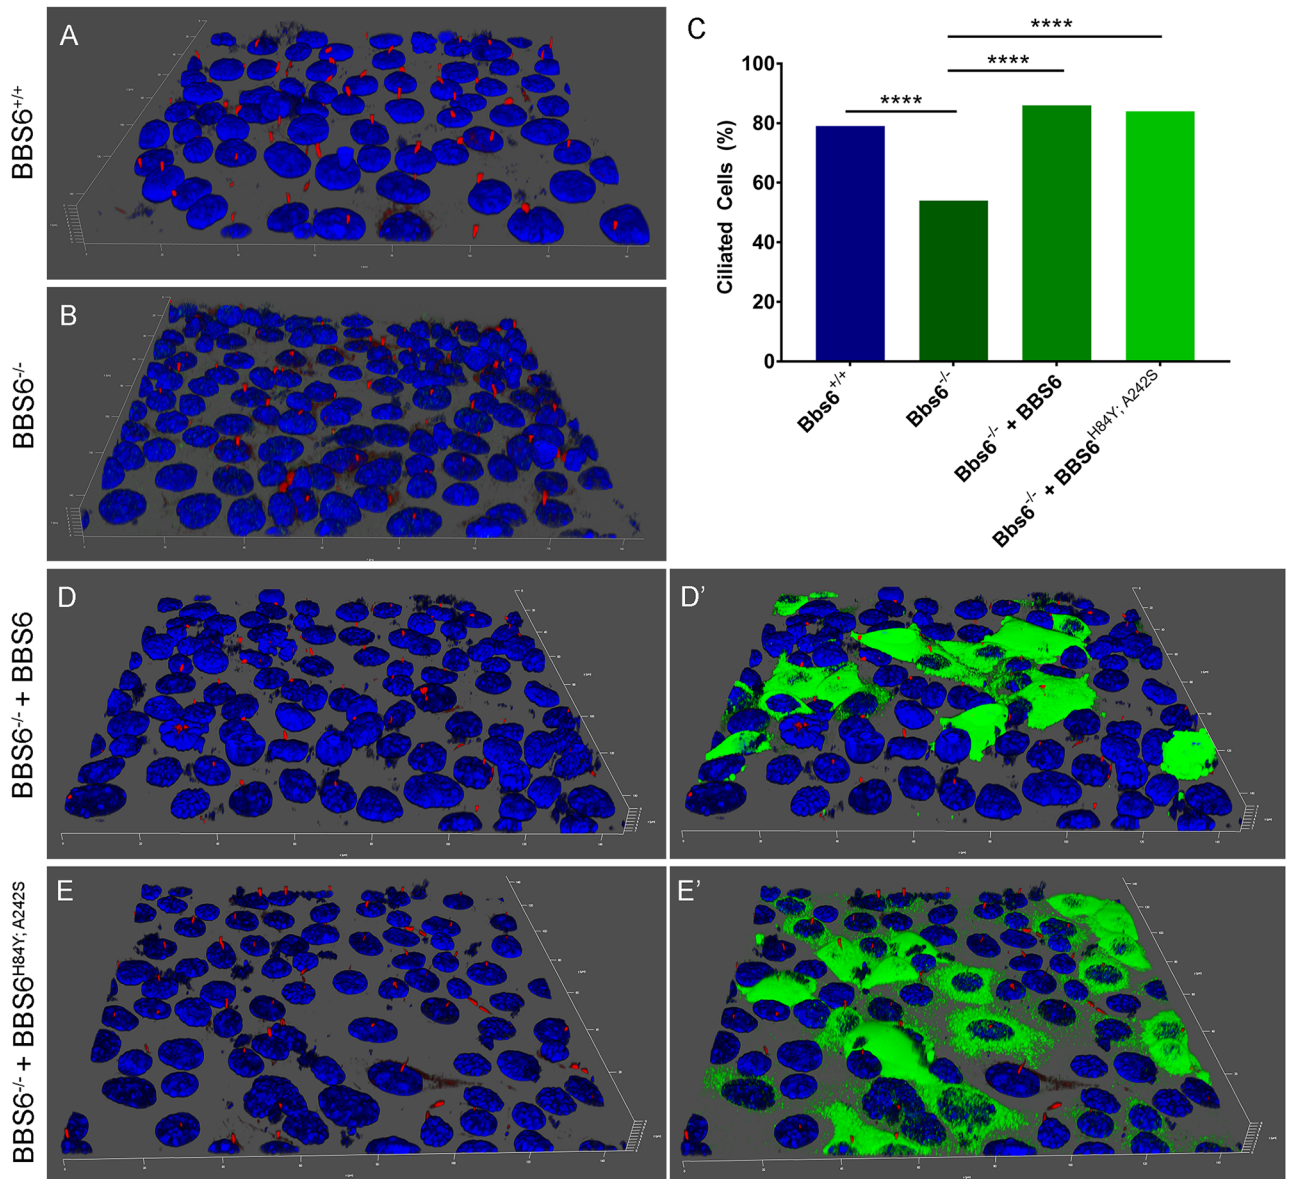 A
BBS6+/+
B
BBS6-/-
C
****
****
****
100
80
60
40
20
0
Ciliated Cells (%)
Bbs6+/+
Bbs6-/-
Bbs6-/- + BBS6
Bbs6-/- + BBS6H84Y; A242S
D
D'
BBS6-/- + BBS6
E
E'
BBS6-/- + BBS6H84Y; A242S